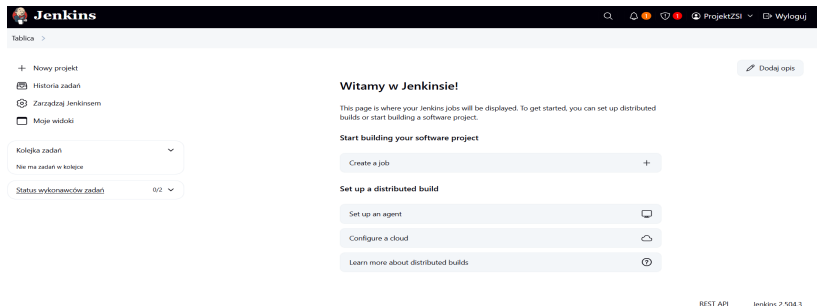 Jenkins
1
1
ProjektZSI
Wyloguj
Tablica >
Nowy projekt
Historia zadań
Zarządzaj Jenkinsem
Moje widoki
Kolejka zadań
Nie ma zadań w kolejce
Status wykonawców zadań 0/2
Dodaj opis
Witamy w Jenkinsie!
This page is where your Jenkins jobs will be displayed. To get started, you can set up distributed
builds or start building a software project.
Start building your software project
Create a job
Set up a distributed build
Set up an agent
Configure a cloud
Learn more about distributed builds
REST API Jenkins 2.504.3